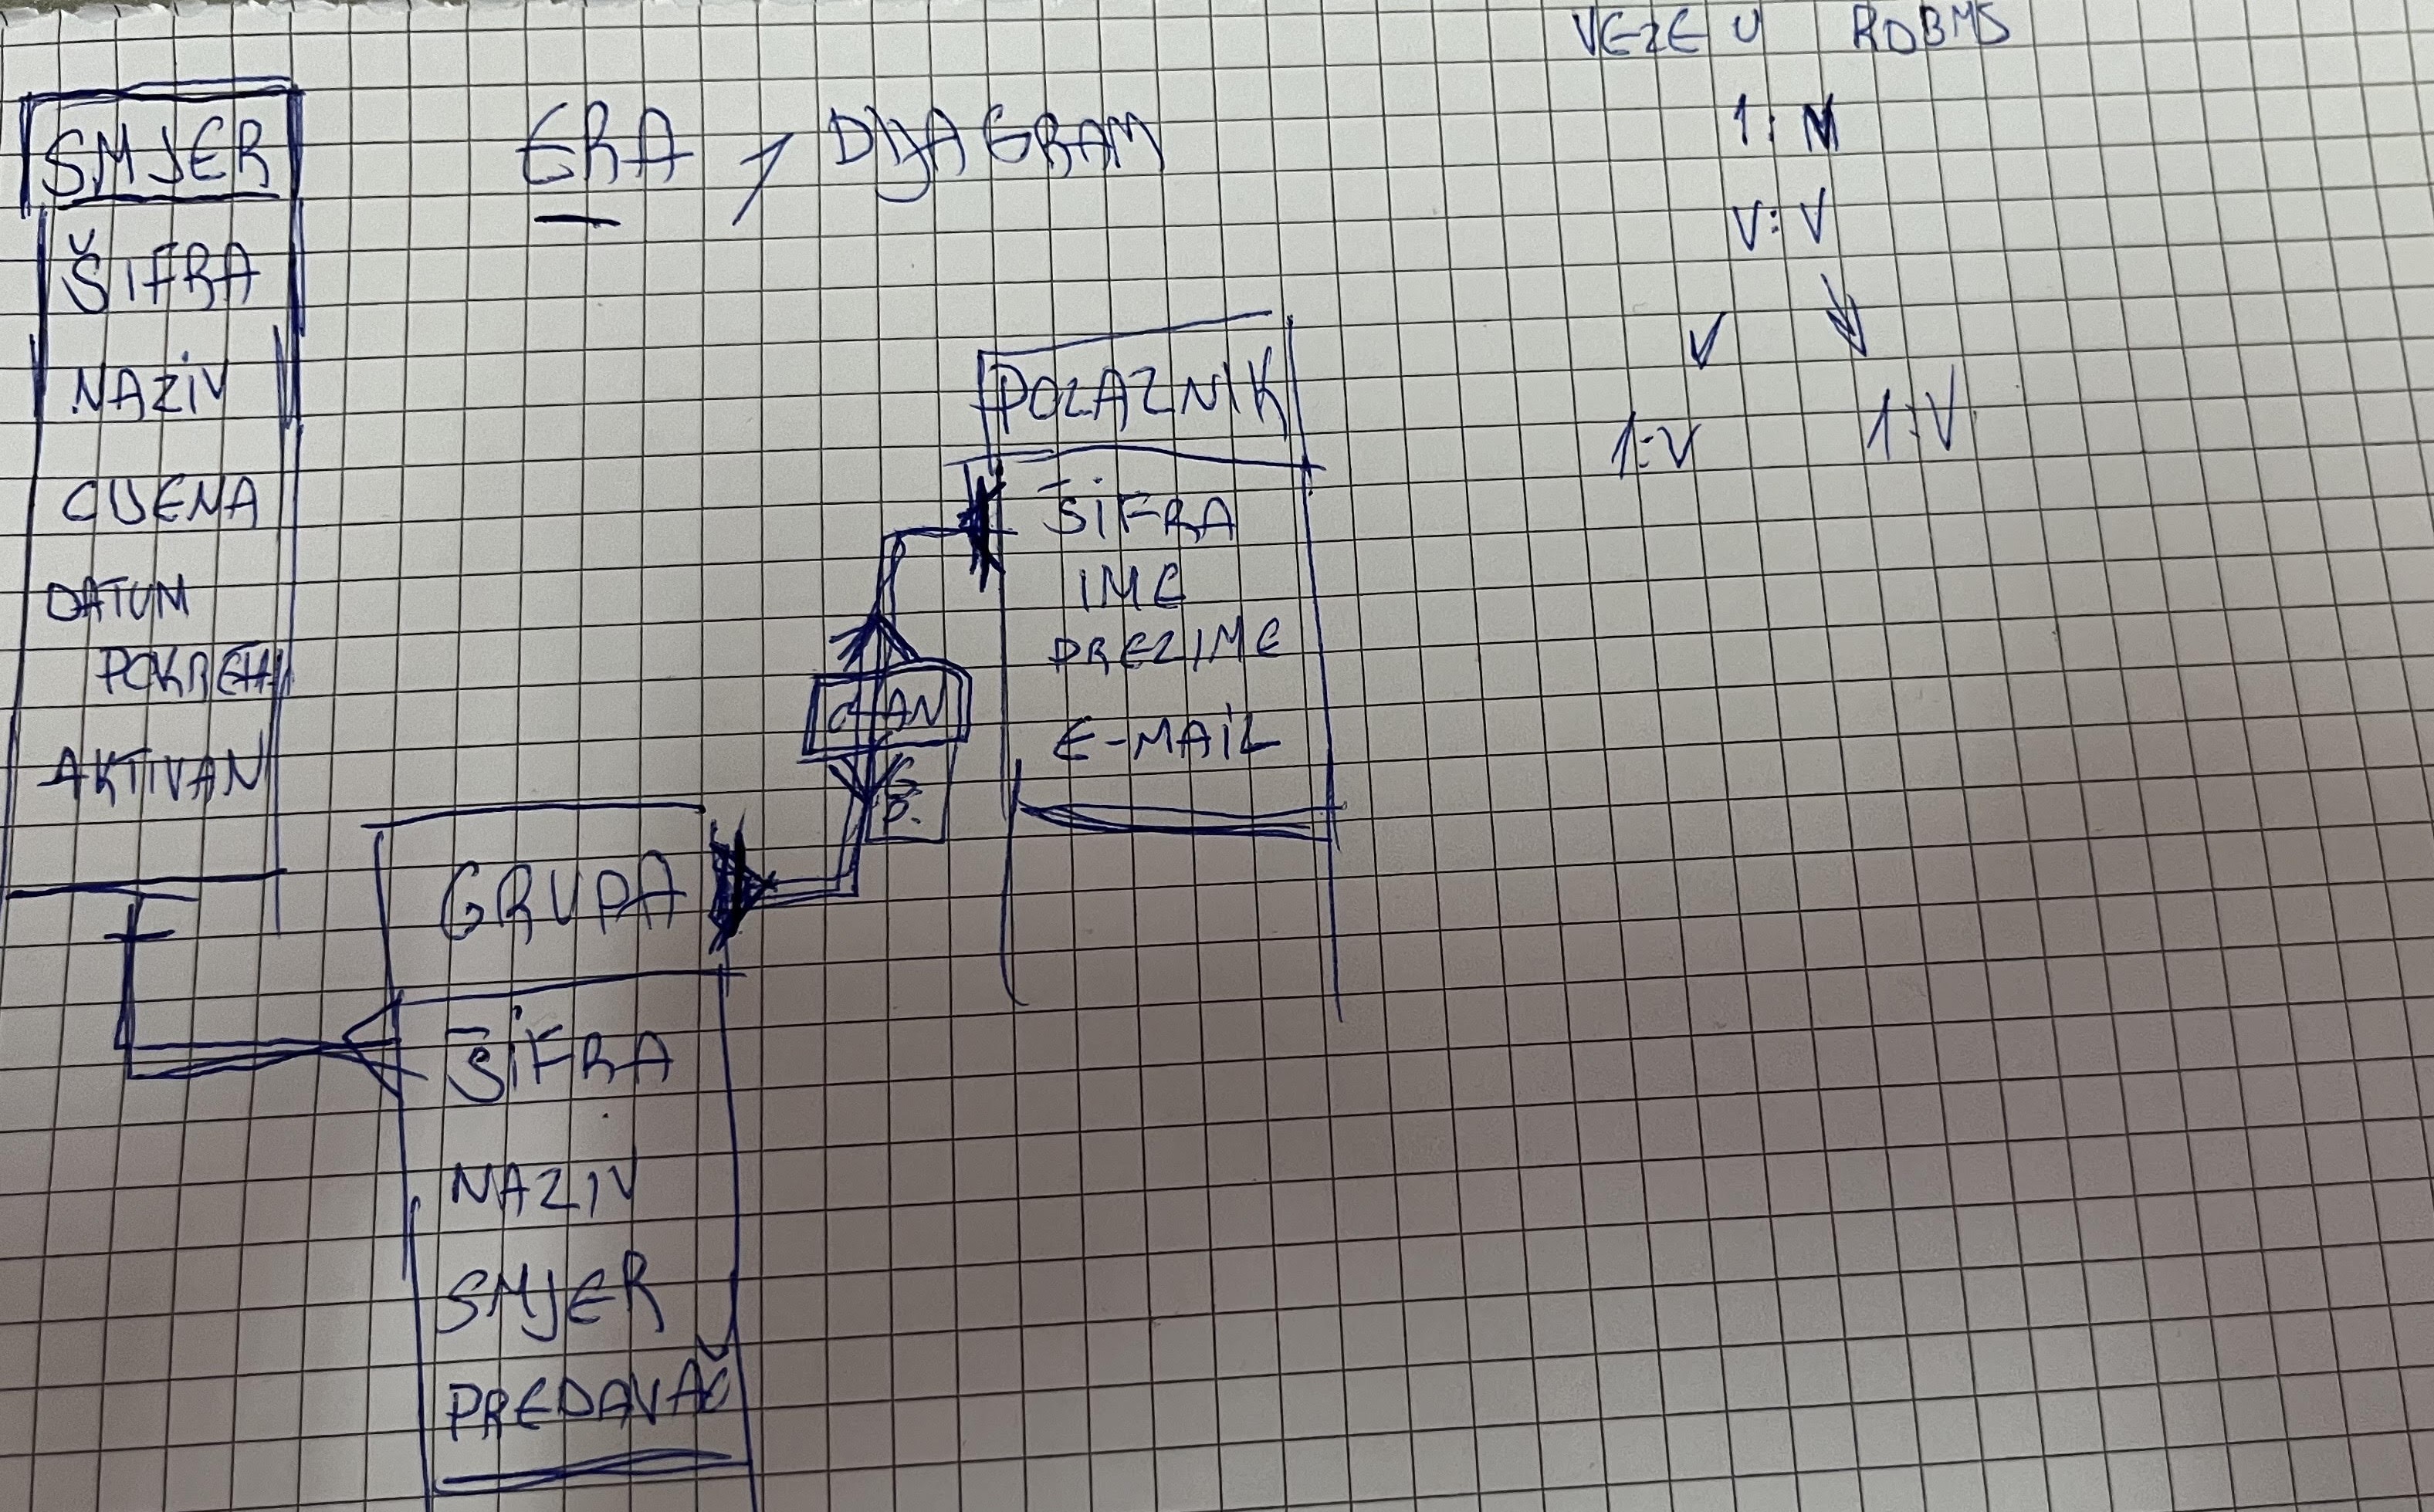 VEZE U RDBMS
1:M
V:V
1:V 1:V
ERA / DIJAGRAM
SMJER
ŠIFRA
NAZIV
CIJENA
DATUM
POKRETA
AKTIVAN
POLAZNIK
ŠIFRA
IME
PREZIME
E-MAIL
ČLAN
G
P.
GRUPA
ŠIFRA
NAZIV
SMJER
PREDAVAČ